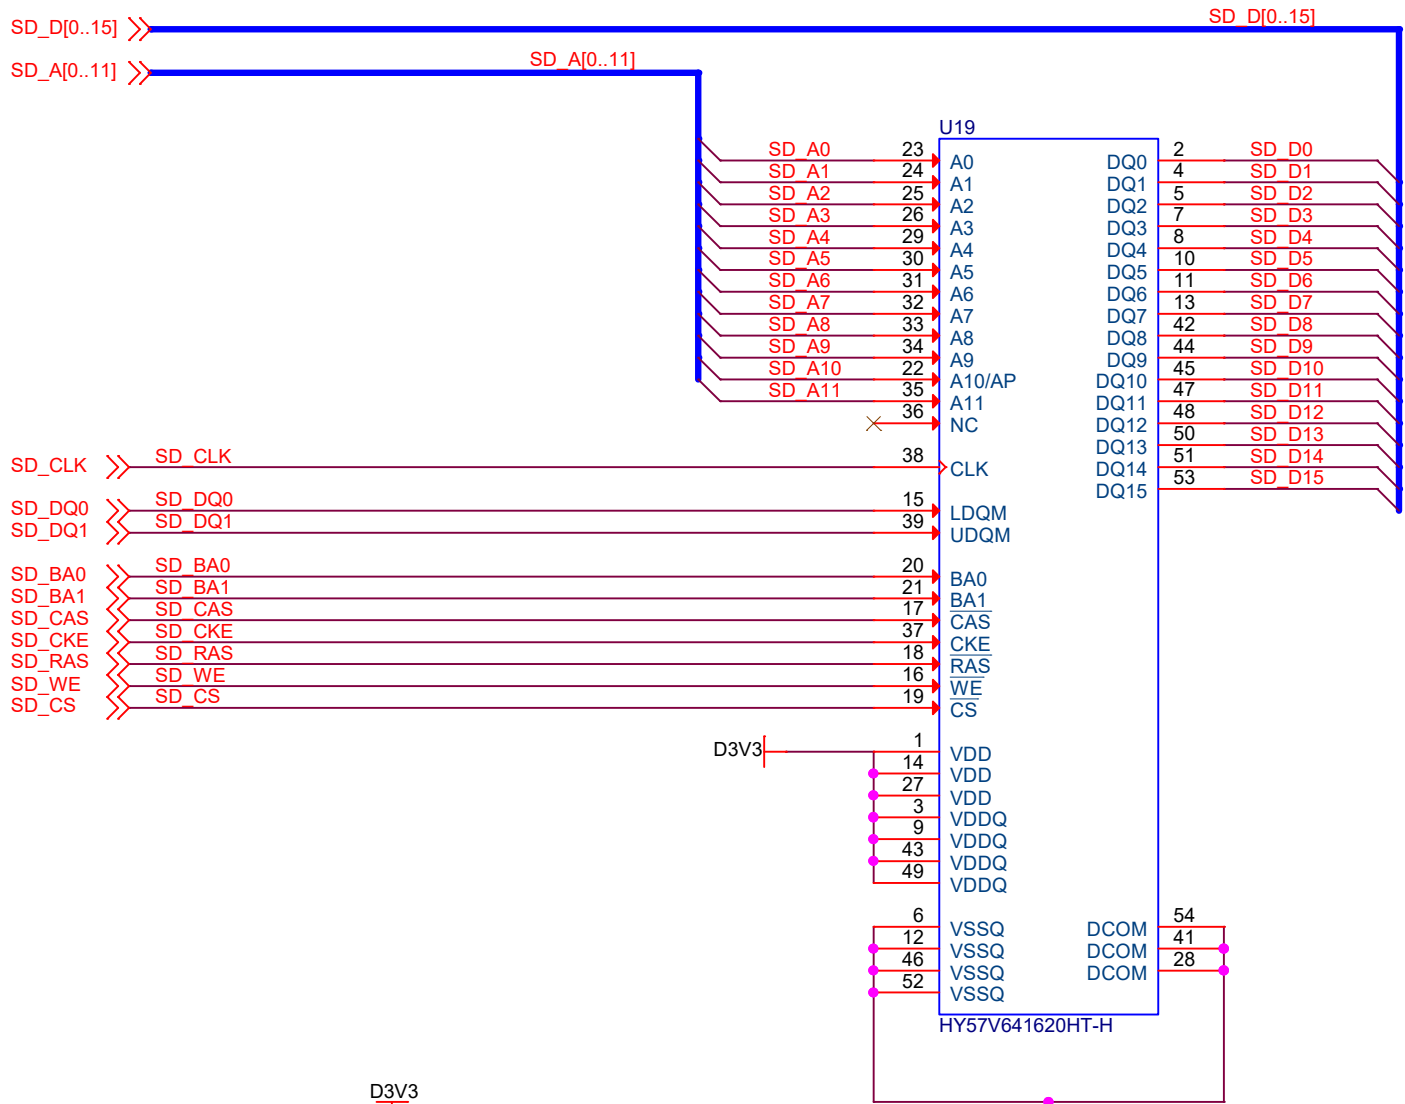 SD_D[0..15]
SD_D[0..15]
SD_A[0..11]
SD_A[0..11]
U19
SD_A0 23 A0 DQ0 2 SD_D0
SD_A1 24 A1 DQ1 4 SD_D1
SD_A2 25 A2 DQ2 5 SD_D2
SD_A3 26 A3 DQ3 7 SD_D3
SD_A4 29 A4 DQ4 8 SD_D4
SD_A5 30 A5 DQ5 10 SD_D5
SD_A6 31 A6 DQ6 11 SD_D6
SD_A7 32 A7 DQ7 13 SD_D7
SD_A8 33 A8 DQ8 42 SD_D8
SD_A9 34 A9 DQ9 44 SD_D9
SD_A10 22 A10/AP DQ10 45 SD_D10
SD_A11 35 A11 DQ11 47 SD_D11
36 NC DQ12 48 SD_D12
DQ13 50 SD_D13
SD_CLK SD_CLK 38 CLK DQ14 51 SD_D14
DQ15 53 SD_D15
SD_DQ0 SD_DQ0 15 LDQM
SD_DQ1 SD_DQ1 39 UDQM
SD_BA0 SD_BA0 20 BA0
SD_BA1 SD_BA1 21 BA1
SD_CAS SD_CAS 17 CAS
SD_CKE SD_CKE 37 CKE
SD_RAS SD_RAS 18 RAS
SD_WE SD_WE 16 WE
SD_CS SD_CS 19 CS
D3V3 1 VDD
14 VDD
27 VDD
3 VDDQ
9 VDDQ
43 VDDQ
49 VDDQ
6 VSSQ DCOM 54
12 VSSQ DCOM 41
46 VSSQ DCOM 28
52 VSSQ
HY57V641620HT-H
D3V3